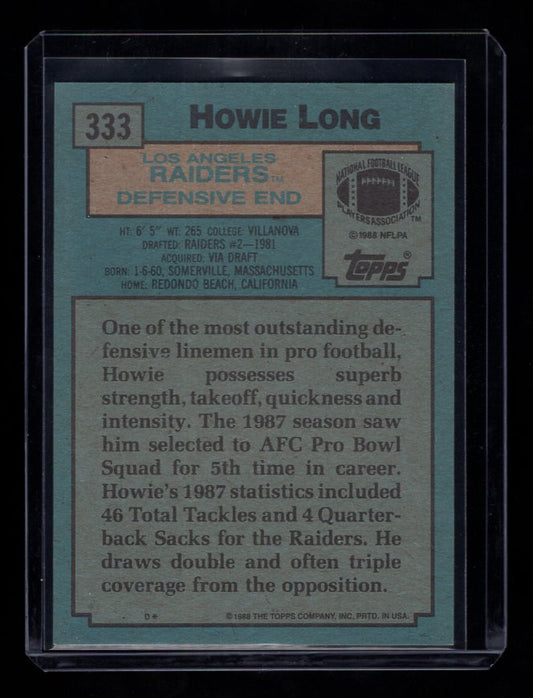 333
HOWIE LONG
LOS ANGELES
RAIDERS™
DEFENSIVE END
NATIONAL FOOTBALL LEAGUE
PLAYERS ASSOCIATION™
©1988 NFLPA
topps®
HT: 6' 5" WT: 265 COLLEGE: VILLANOVA
DRAFTED: RAIDERS #2—1981
ACQUIRED: VIA DRAFT
BORN: 1-6-60, SOMERVILLE, MASSACHUSETTS
HOME: REDONDO BEACH, CALIFORNIA
One of the most outstanding de-
fensive linemen in pro football,
Howie possesses superb
strength, takeoff, quickness and
intensity. The 1987 season saw
him selected to AFC Pro Bowl
Squad for 5th time in career.
Howie's 1987 statistics included
46 Total Tackles and 4 Quarter-
back Sacks for the Raiders. He
draws double and often triple
coverage from the opposition.
D*
©1988 THE TOPPS COMPANY, INC. PRTD. IN USA.